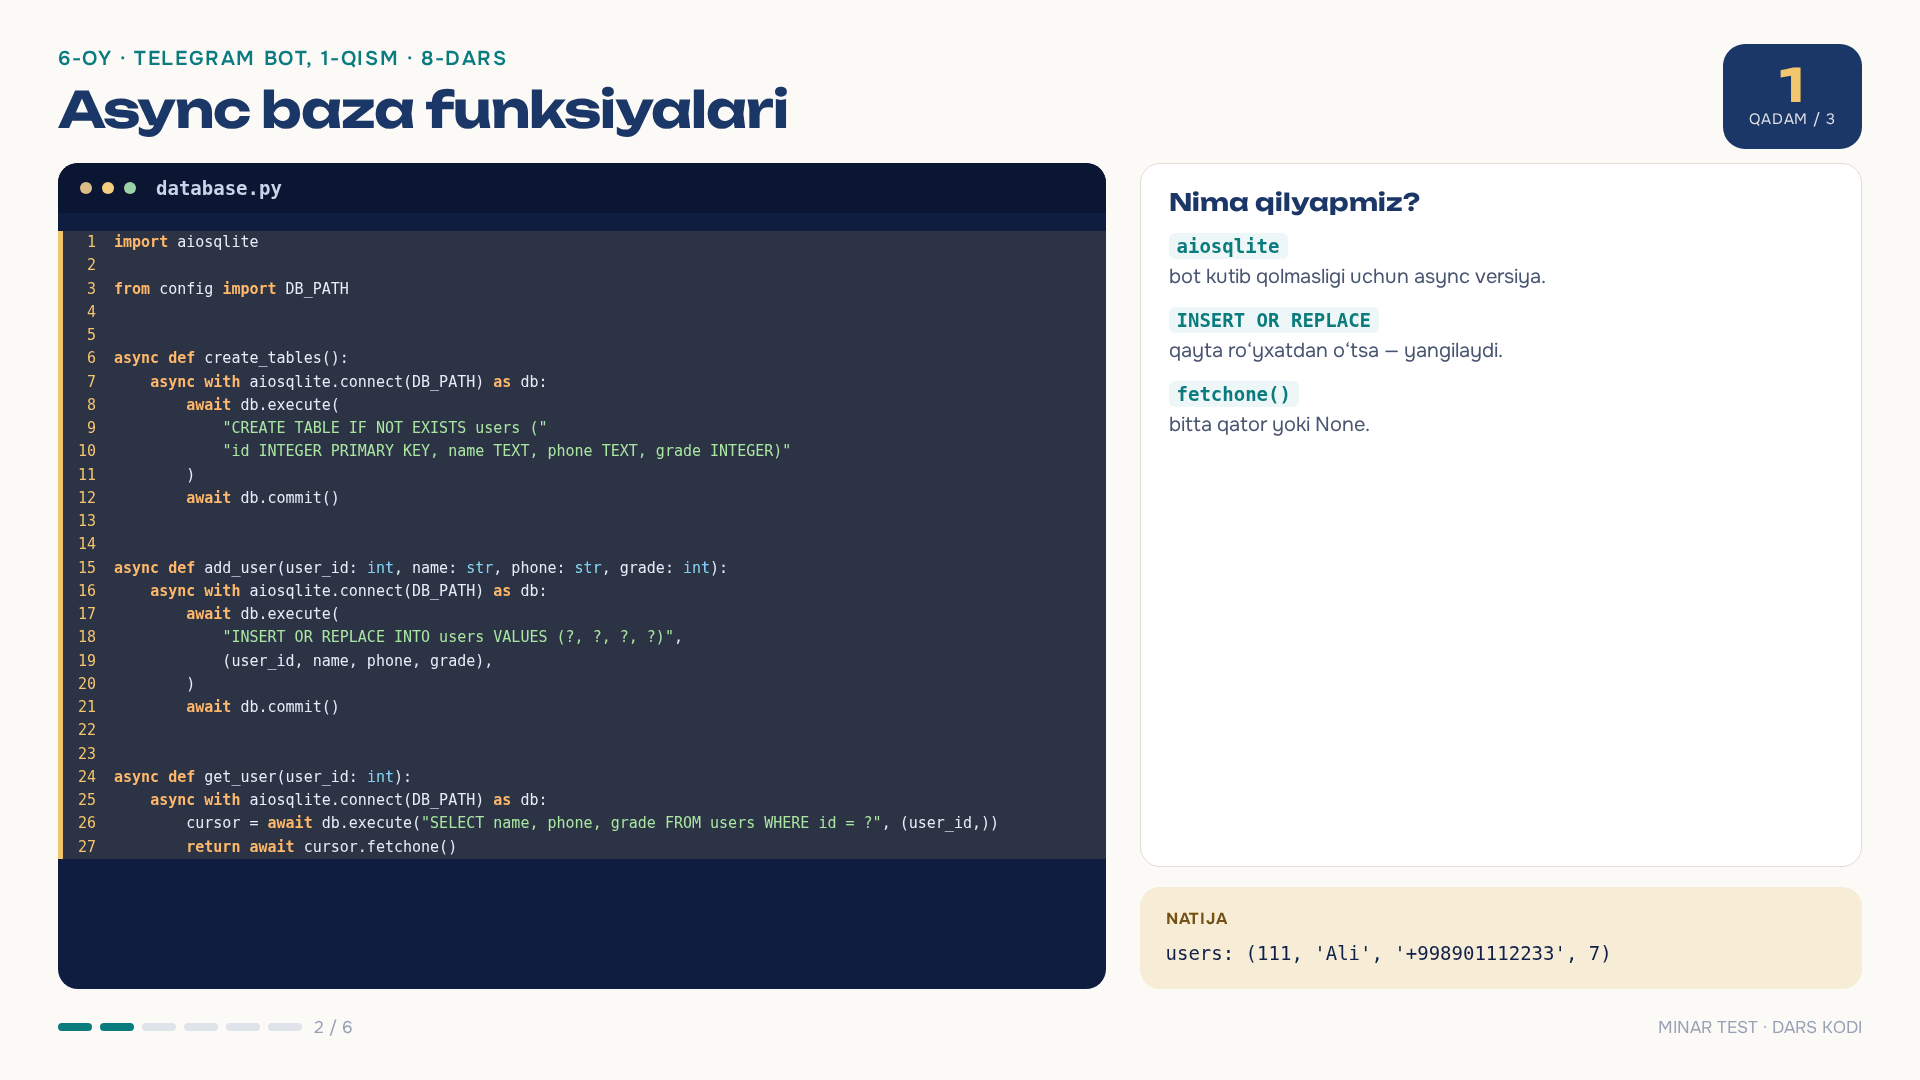 6-OY · TELEGRAM BOT, 1-QISM · 8-DARS
Async baza funksiyalari
1
QADAM / 3
database.py
1 import aiosqlite
2
3 from config import DB_PATH
4
5
6 async def create_tables():
7     async with aiosqlite.connect(DB_PATH) as db:
8         await db.execute(
9             "CREATE TABLE IF NOT EXISTS users ("
10             "id INTEGER PRIMARY KEY, name TEXT, phone TEXT, grade INTEGER)"
11         )
12         await db.commit()
13
14
15 async def add_user(user_id: int, name: str, phone: str, grade: int):
16     async with aiosqlite.connect(DB_PATH) as db:
17         await db.execute(
18             "INSERT OR REPLACE INTO users VALUES (?, ?, ?, ?)",
19             (user_id, name, phone, grade),
20         )
21         await db.commit()
22
23
24 async def get_user(user_id: int):
25     async with aiosqlite.connect(DB_PATH) as db:
26         cursor = await db.execute("SELECT name, phone, grade FROM users WHERE id = ?", (user_id,))
27         return await cursor.fetchone()
Nima qilyapmiz?
aiosqlite
bot kutib qolmasligi uchun async versiya.
INSERT OR REPLACE
qayta ro‘yxatdan o‘tsa — yangilaydi.
fetchone()
bitta qator yoki None.
NATIJA
users: (111, 'Ali', '+998901112233', 7)
2 / 6
MINAR TEST · DARS KODI